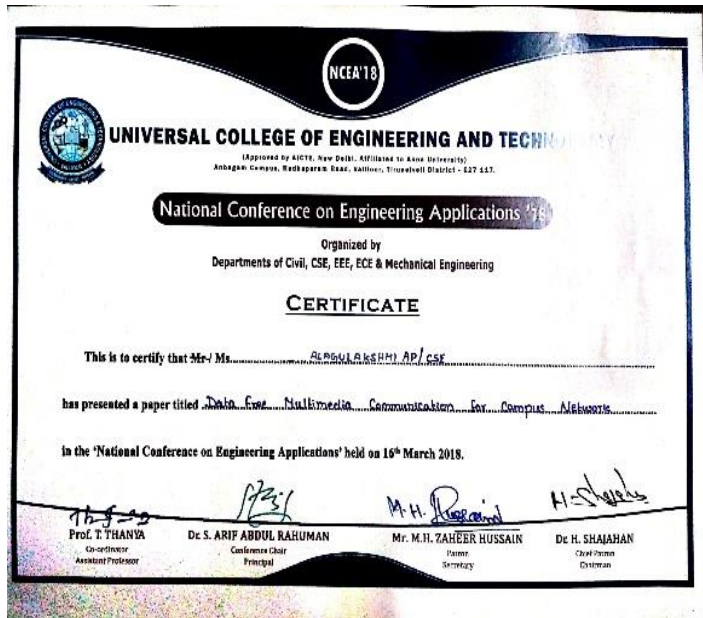 NCEA'18
UNIVERSAL COLLEGE OF ENGINEERING AND TECHN
(Approved by AICTE, New Delhi. Affiliated to Anna University)
Anbagam Campus, Radhapuram Road, Vallioor, Tirunelveli District - 627 117.
National Conference on Engineering Applications '18
Organized by
Departments of Civil, CSE, EEE, ECE & Mechanical Engineering
CERTIFICATE
This is to certify that Mr./ Ms. ALAGULAKSHMI AP/CSE
has presented a paper titled Data Free Multimedia Communication for Campus Network
in the 'National Conference on Engineering Applications' held on 16th March 2018.
M.H. Hussain H. Shajahan
Prof. T. THANYA Dr. S. ARIF ABDUL RAHUMAN Mr. M.H. ZAHEER HUSSAIN Dr. H. SHAJAHAN
Co-ordinator Conference Chair Patron Chief Patron
Assistant Professor Principal Secretary Chairman